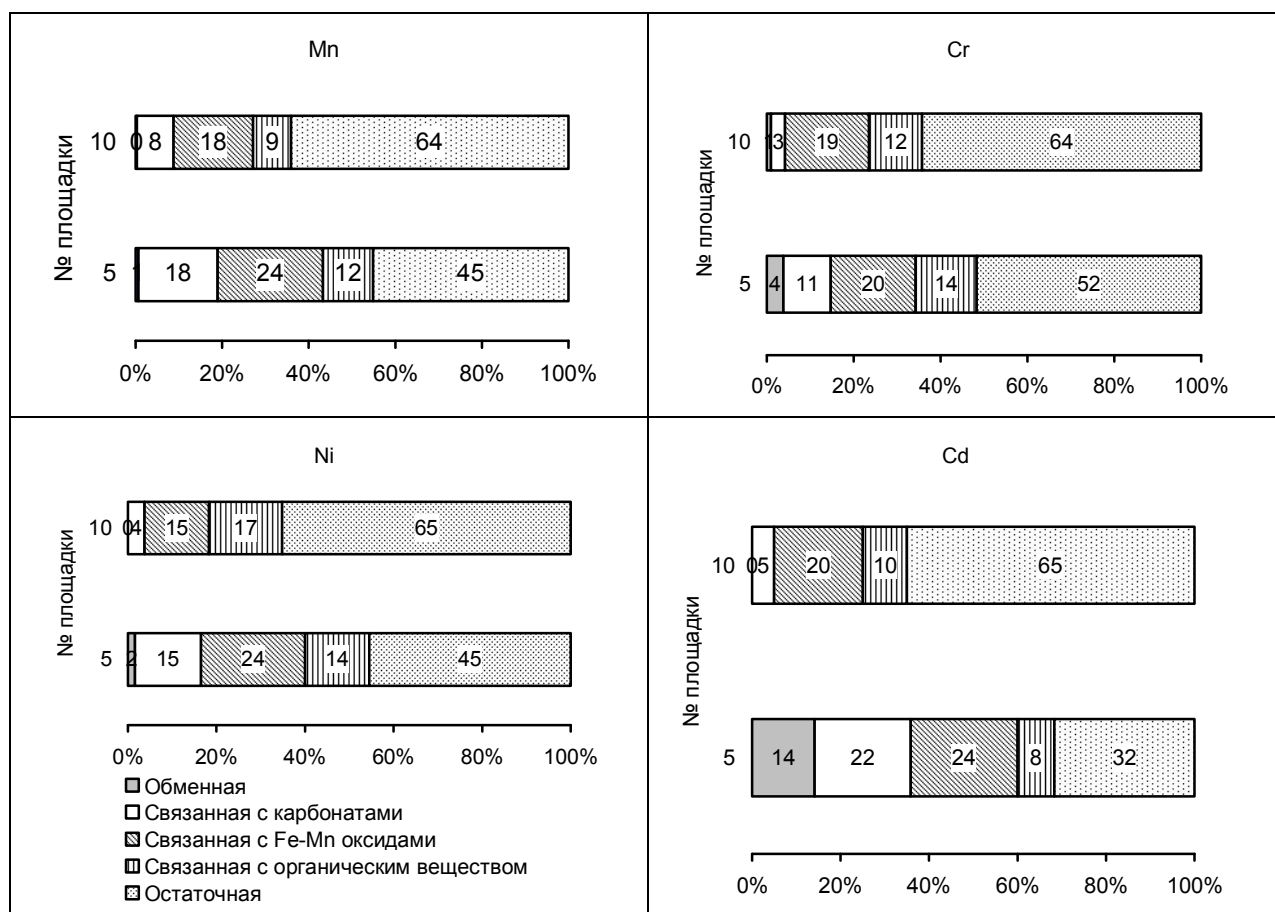 Mn
№ площадки
10 0 8 18 9 64
5 1 18 24 12 45
0% 20% 40% 60% 80% 100%
Cr
№ площадки
10 1 3 19 12 64
5 4 11 20 14 52
0% 20% 40% 60% 80% 100%
Ni
№ площадки
10 0 4 15 17 65
5 2 15 24 14 45
0% 20% 40% 60% 80% 100%
Обменная
Связанная с карбонатами
Связанная с Fe-Mn оксидами
Связанная с органическим веществом
Остаточная
Cd
№ площадки
10 0 5 20 10 65
5 14 22 24 8 32
0% 20% 40% 60% 80% 100%